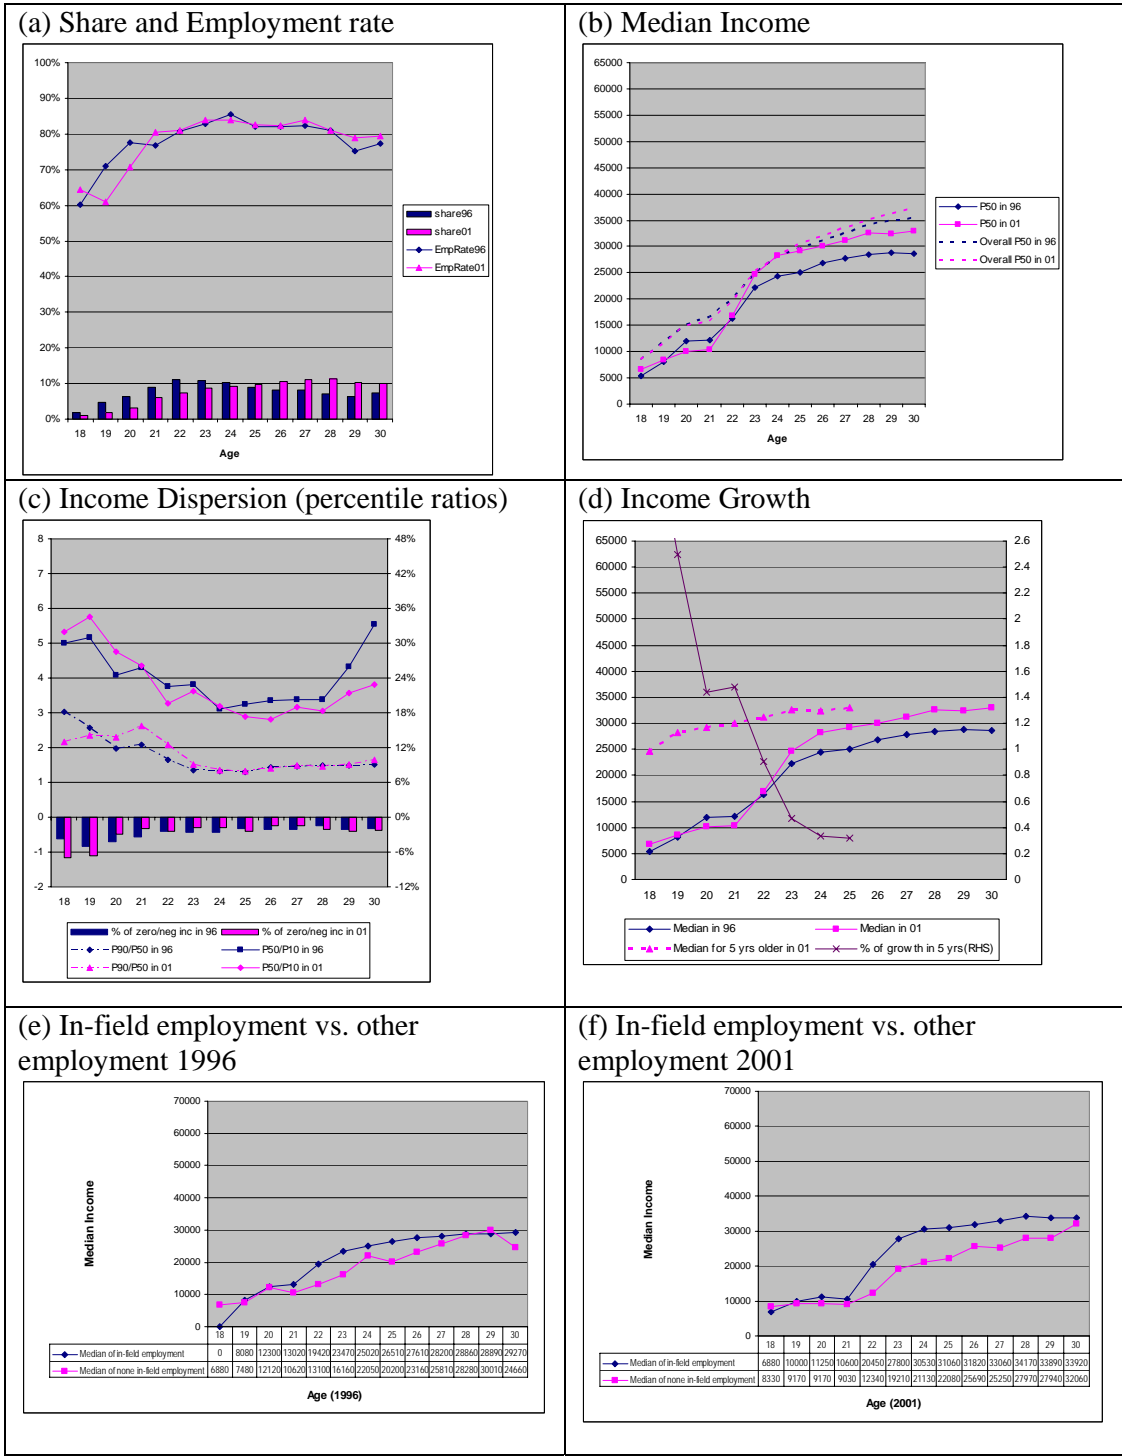 (a) Share and Employment rate
100%
90%
80%
70%
60%
50%
40%
30%
20%
10%
0%
18 19 20 21 22 23 24 25 26 27 28 29 30
Age
share96
share01
EmpRate96
EmpRate01
(b) Median Income
65000
60000
55000
50000
45000
40000
35000
30000
25000
20000
15000
10000
5000
0
18 19 20 21 22 23 24 25 26 27 28 29 30
Age
P50 in 96
P50 in 01
Overall P50 in 96
Overall P50 in 01
(c) Income Dispersion (percentile ratios)
8 48%
7 42%
6 36%
5 30%
4 24%
3 18%
2 12%
1 6%
0 0%
-1 -6%
-2 -12%
18 19 20 21 22 23 24 25 26 27 28 29 30
% of zero/neg inc in 96 % of zero/neg inc in 01
P90/P50 in 96 P50/P10 in 96
P90/P50 in 01 P50/P10 in 01
(d) Income Growth
65000 2.6
60000 2.4
55000 2.2
50000 2
45000 1.8
40000 1.6
35000 1.4
30000 1.2
25000 1
20000 0.8
15000 0.6
10000 0.4
5000 0.2
0 0
18 19 20 21 22 23 24 25 26 27 28 29 30
Median in 96 Median in 01
Median for 5 yrs older in 01 % of growth in 5 yrs(RHS)
(e) In-field employment vs. other
employment 1996
Median Income
70000
60000
50000
40000
30000
20000
10000
0
18 19 20 21 22 23 24 25 26 27 28 29 30
Median of in-field employment 0 8080 12300 13020 19420 23470 25020 26510 27610 28200 28860 28890 29270
Median of none in-field employment 6880 7480 12120 10620 13100 16160 22050 20200 23160 25810 28280 30010 24660
Age (1996)
(f) In-field employment vs. other
employment 2001
Median Income
70000
60000
50000
40000
30000
20000
10000
0
18 19 20 21 22 23 24 25 26 27 28 29 30
Median of in-field employment 6880 10000 11250 10600 20450 27800 30530 31060 31820 33060 34170 33890 33920
Median of none in-field employment 8330 9170 9170 9030 12340 19210 21130 22080 25690 25250 27970 27940 32060
Age (2001)